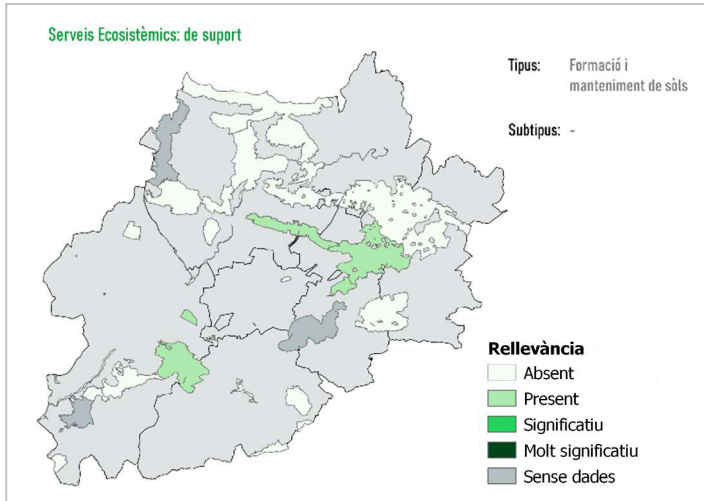 Serveis Ecosistèmics: de suport
Tipus: Formació i
manteniment de sòls
Subtipus: -
Rellevància
Absent
Present
Significatiu
Molt significatiu
Sense dades